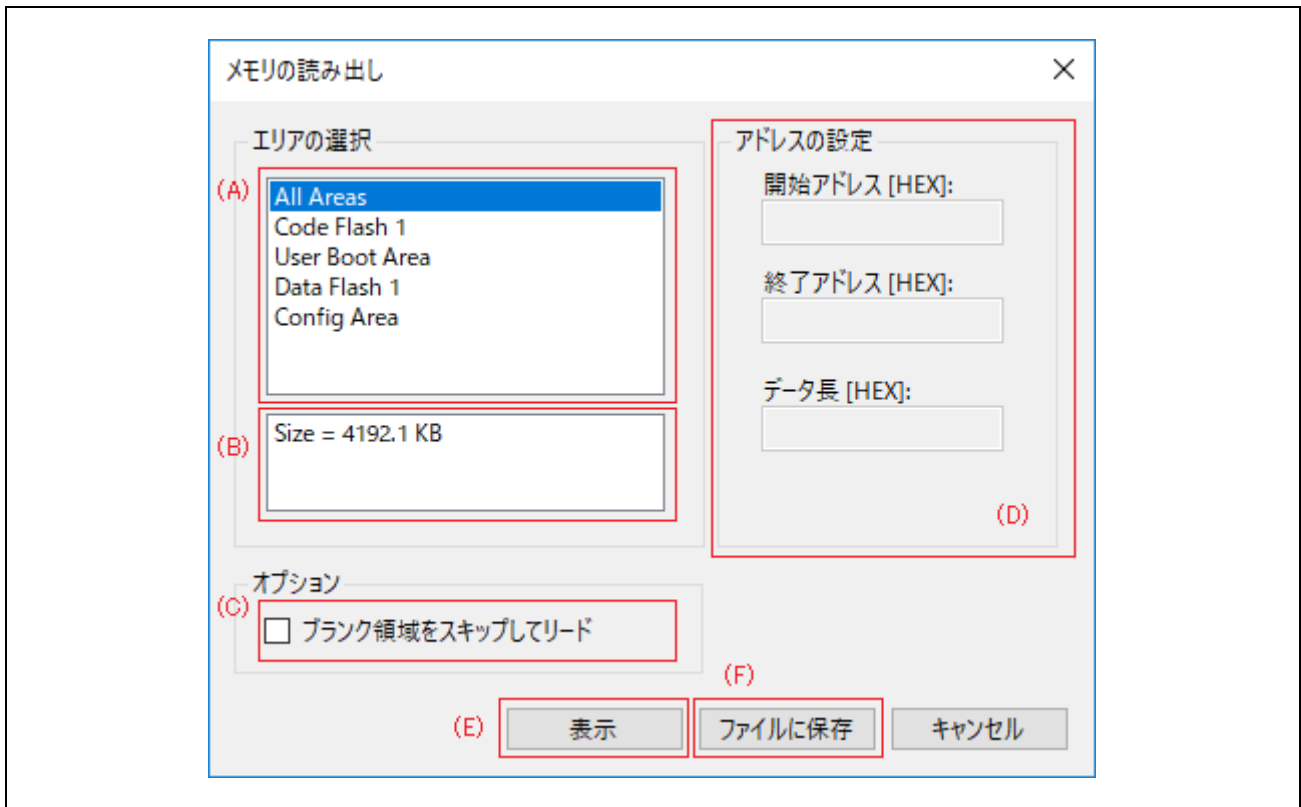 メモリの読み出し
エリアの選択
(A)
All Areas
Code Flash 1
User Boot Area
Data Flash 1
Config Area
(B)
Size = 4192.1 KB
アドレスの設定
開始アドレス [HEX]:
終了アドレス [HEX]:
データ長 [HEX]:
(D)
オプション
(C)
ブランク領域をスキップしてリード
(E)
表示
(F)
ファイルに保存
キャンセル